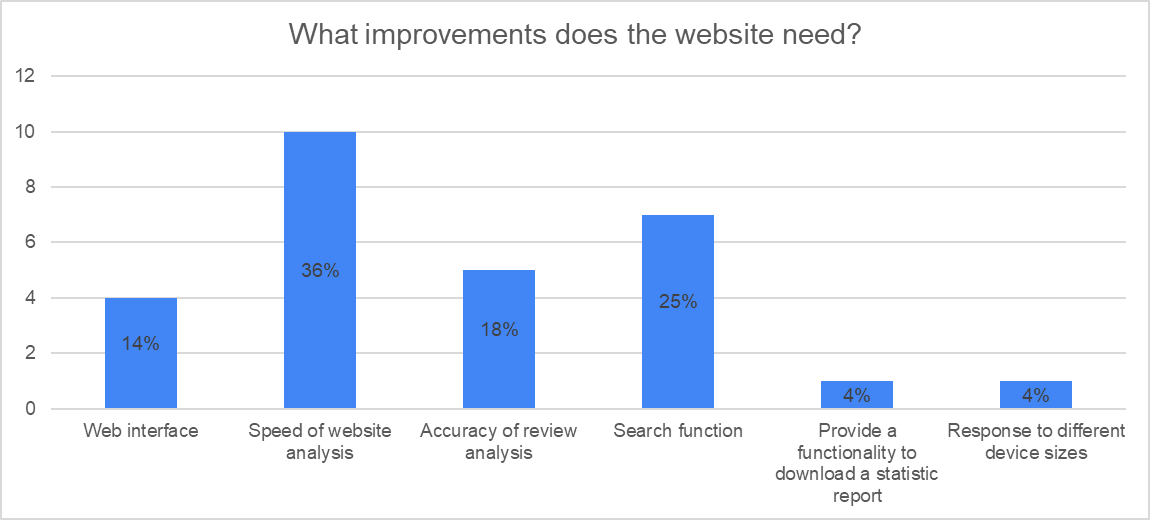 What improvements does the website need?
12
10
8
6
4
2
0
14%
36%
18%
25%
4%
4%
Web interface
Speed of website
analysis
Accuracy of review
analysis
Search function
Provide a
functionality to
download a statistic
report
Response to different
device sizes